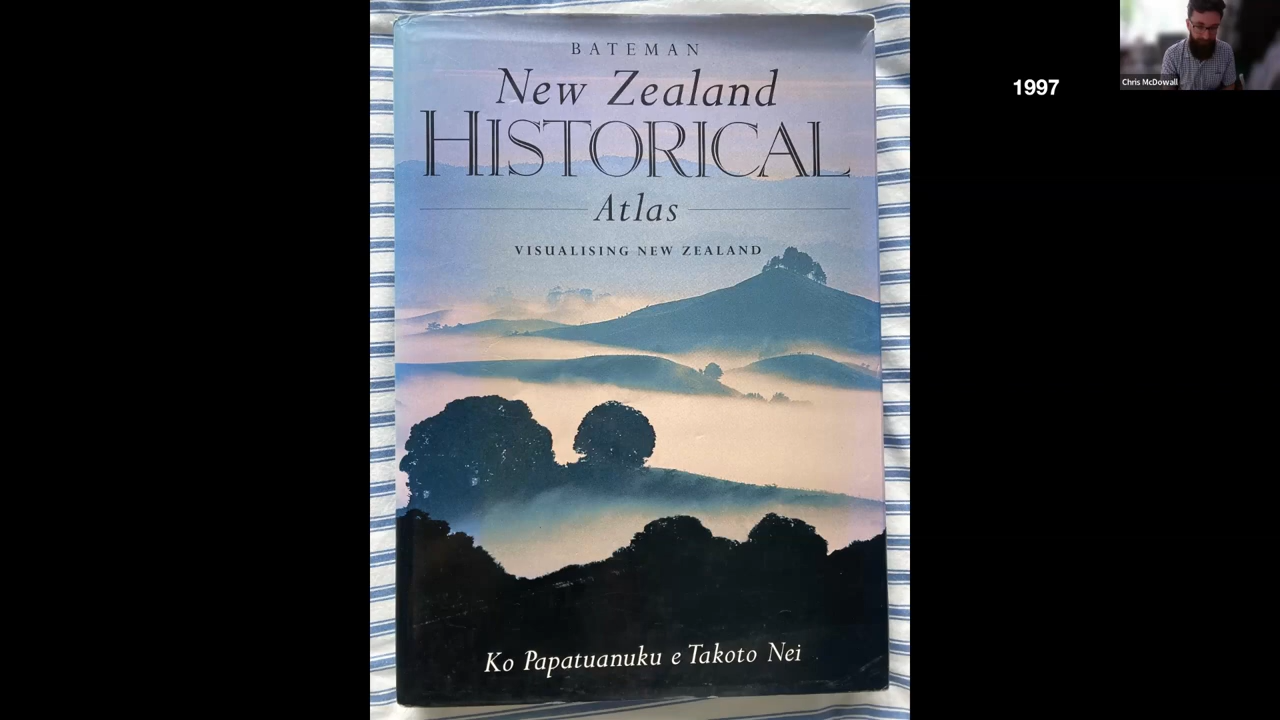 BATEMAN
New Zealand
HISTORICAL
Atlas
VISUALISING NEW ZEALAND
Ko Papatuanuku e Takoto Nei
1997
Chris McDowall